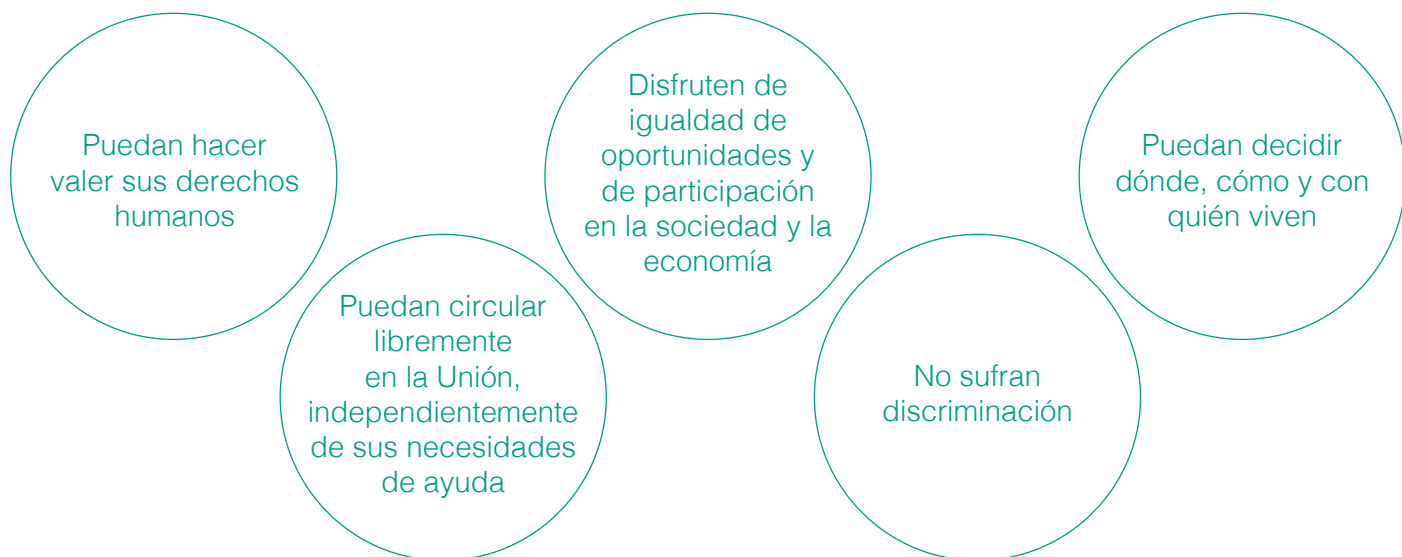 Puedan hacer
valer sus derechos
humanos
Puedan circular
libremente
en la Unión,
independientemente
de sus necesidades
de ayuda
Disfruten de
igualdad de
oportunidades y
de participación
en la sociedad y la
economía
No sufran
discriminación
Puedan decidir
dónde, cómo y con
quién viven